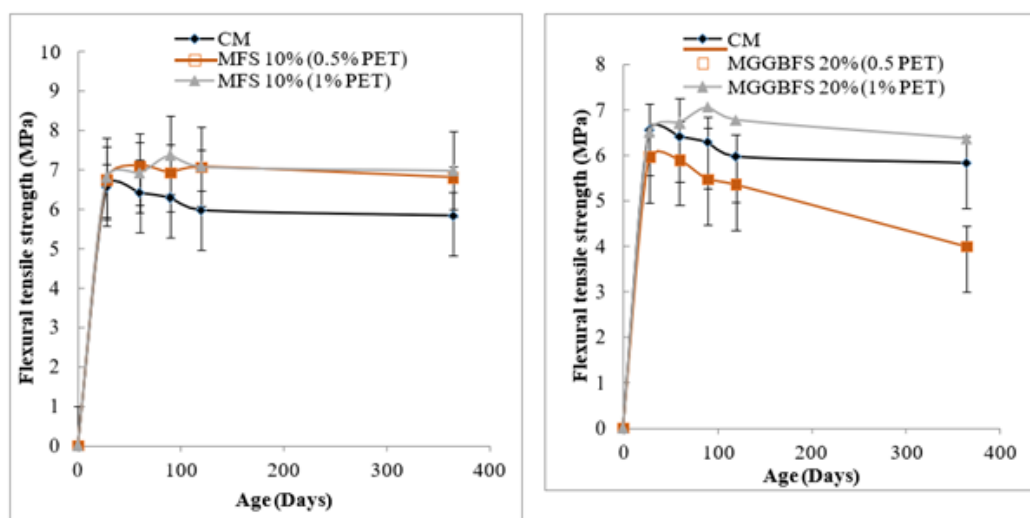 CM
MFS 10% (0.5% PET)
MFS 10% (1% PET)
Flexural tensile strength (MPa)
10
9
8
7
6
5
4
3
2
1
0
0 100 200 300 400
Age (Days)
CM
MGGBFS 20% (0.5 PET)
MGGBFS 20% (1% PET)
Flexural tensile strength (MPa)
8
7
6
5
4
3
2
1
0
0 100 200 300 400
Age (Days)